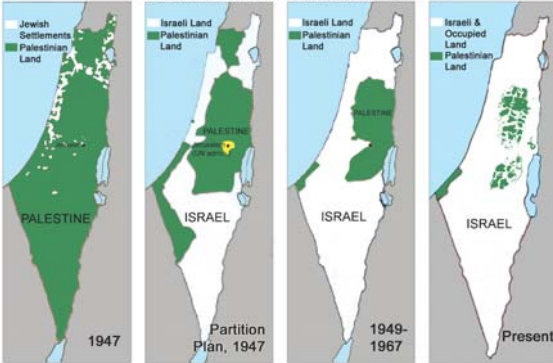 Jewish
Settlements
Palestinian
Land
PALESTINE
1947
Israeli Land
Palestinian Land
PALESTINE
ISRAEL
Partition
Plan, 1947
Israeli Land
Palestinian Land
PALESTINE
ISRAEL
1949-
1967
Israeli &
Occupied
Land
Palestinian
Land
ISRAEL
Present